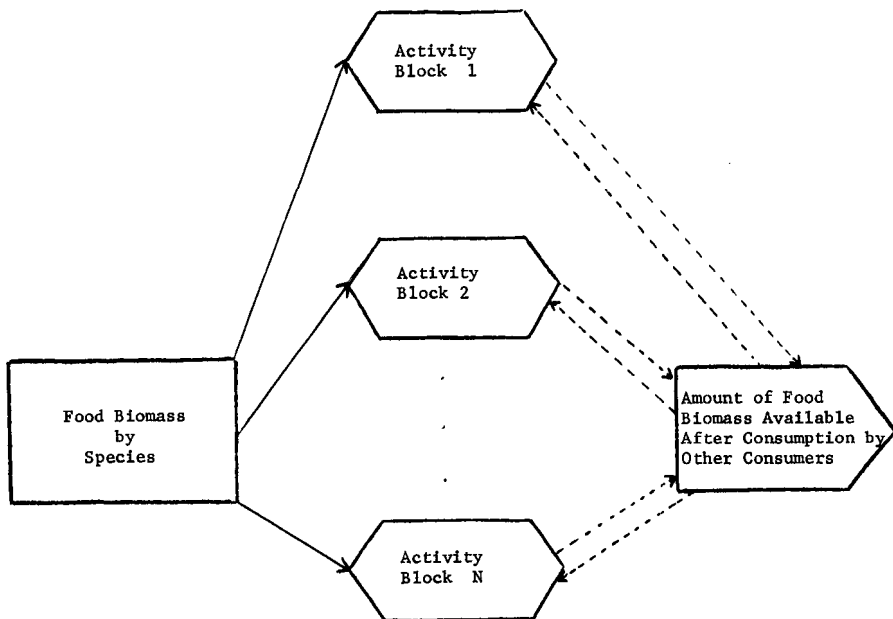 Activity
Block 1
Activity
Block 2
Food Biomass
by
Species
Amount of Food
Biomass Available
After Consumption by
Other Consumers
Activity
Block N